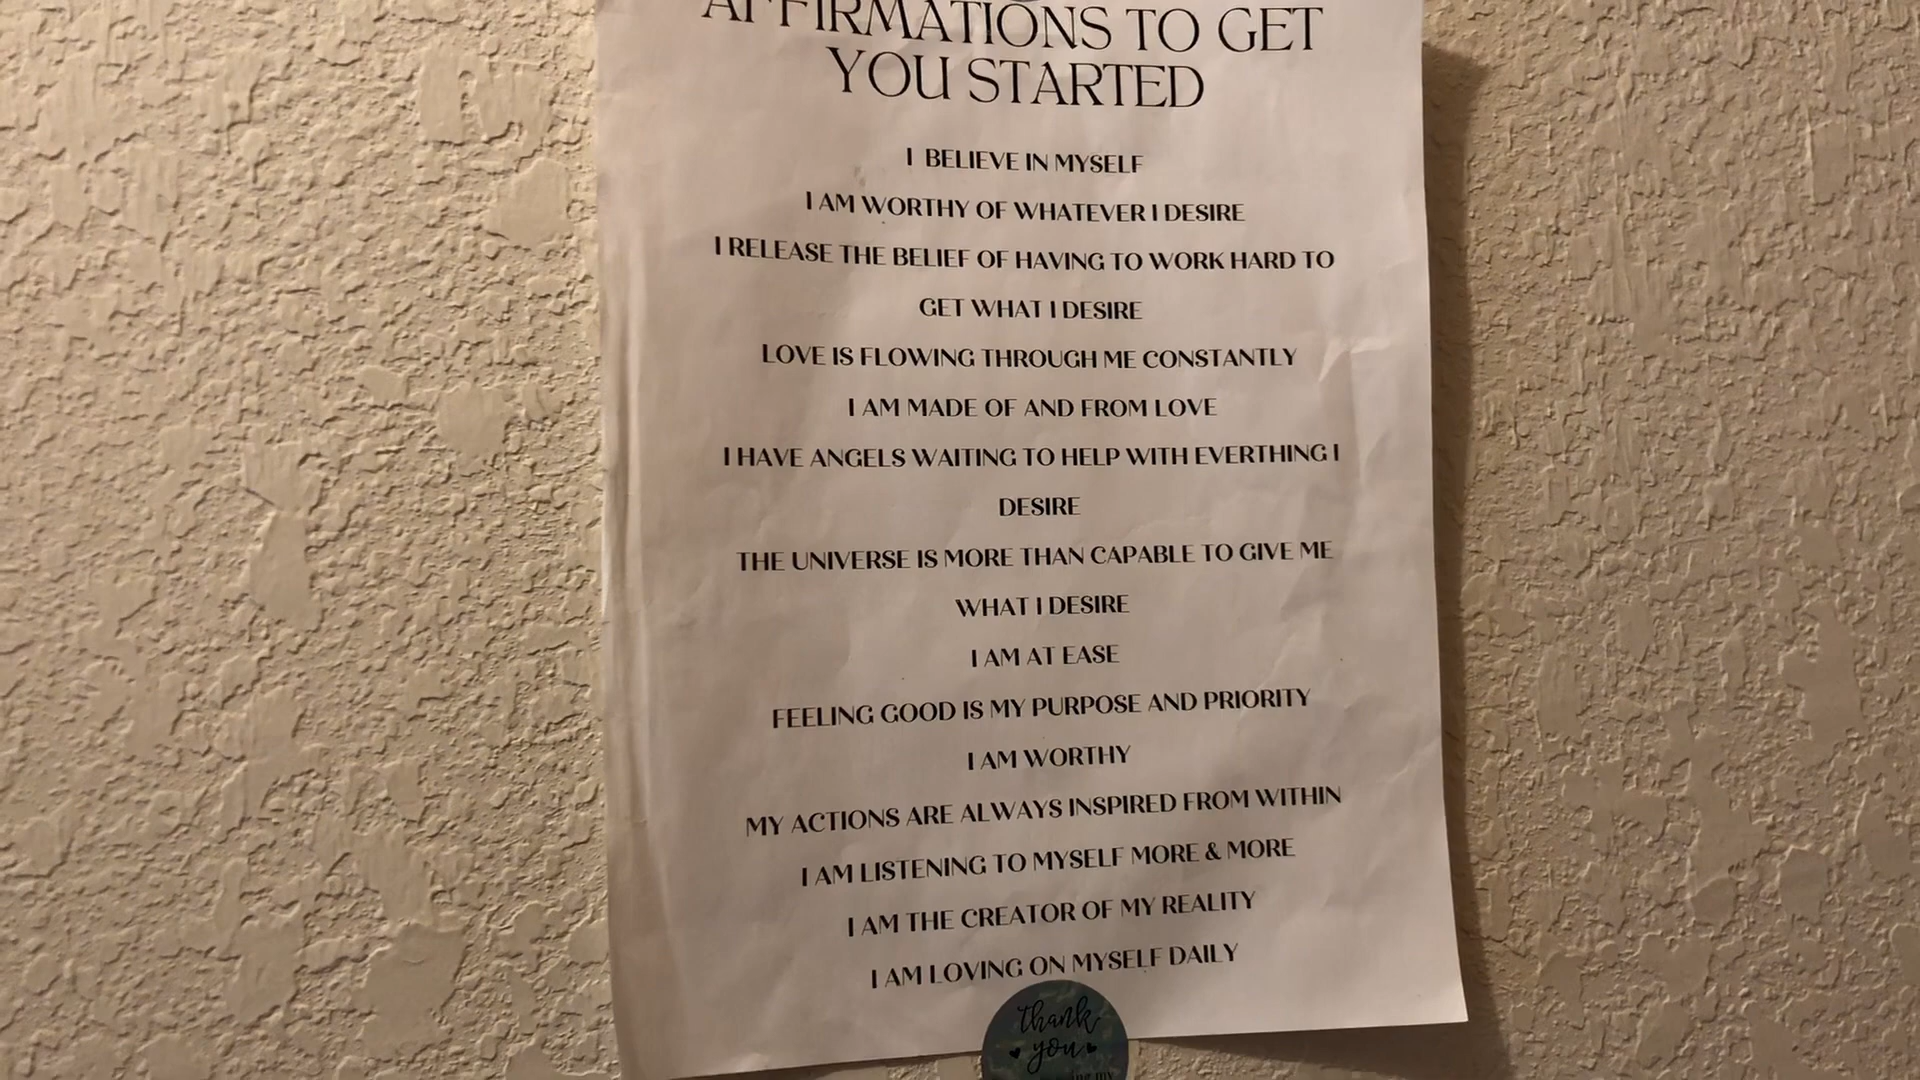 AFFIRMATIONS TO GET
YOU STARTED
I BELIEVE IN MYSELF
I AM WORTHY OF WHATEVER I DESIRE
I RELEASE THE BELIEF OF HAVING TO WORK HARD TO
GET WHAT I DESIRE
LOVE IS FLOWING THROUGH ME CONSTANTLY
I AM MADE OF AND FROM LOVE
I HAVE ANGELS WAITING TO HELP WITH EVERTHING I
DESIRE
THE UNIVERSE IS MORE THAN CAPABLE TO GIVE ME
WHAT I DESIRE
I AM AT EASE
FEELING GOOD IS MY PURPOSE AND PRIORITY
I AM WORTHY
MY ACTIONS ARE ALWAYS INSPIRED FROM WITHIN
I AM LISTENING TO MYSELF MORE & MORE
I AM THE CREATOR OF MY REALITY
I AM LOVING ON MYSELF DAILY
thank
you
my